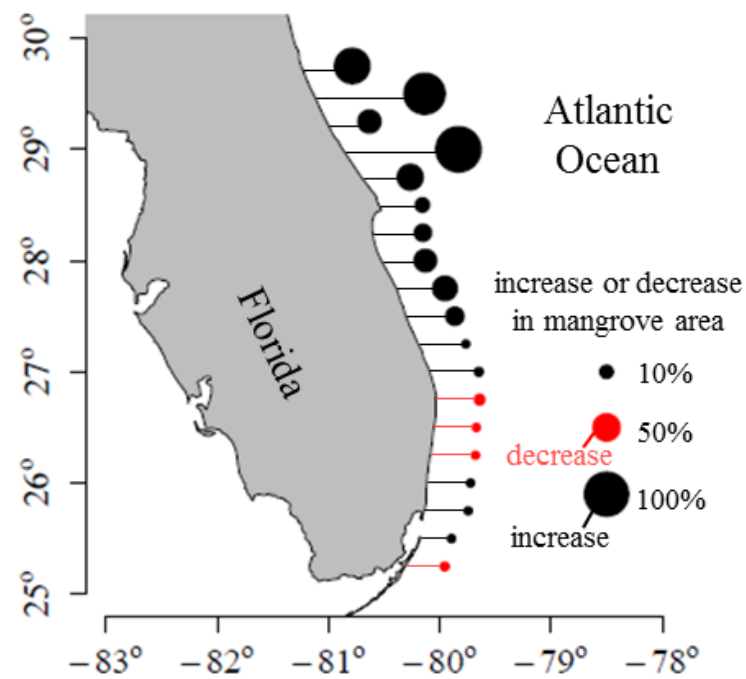 30°
29°
28°
27°
26°
25°
Atlantic
Ocean
Florida
increase or decrease
in mangrove area
10%
50%
decrease
100%
increase
−83° −82° −81° −80° −79° −78°